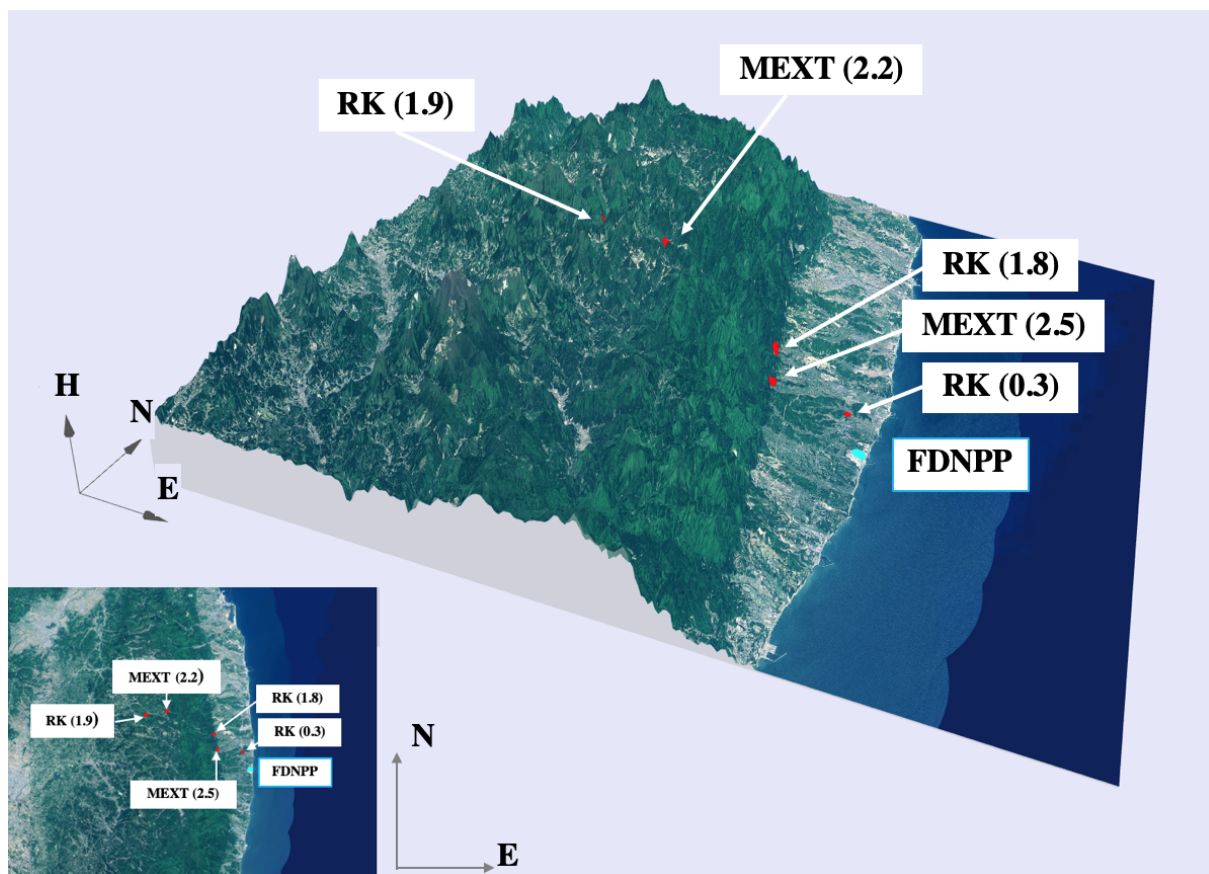 MEXT (2.2)
RK (1.9)
RK (1.8)
MEXT (2.5)
RK (0.3)
FDNPP
H
N
E
MEXT (2.2)
RK (1.9)
RK (1.8)
RK (0.3)
FDNPP
MEXT (2.5)
N
E